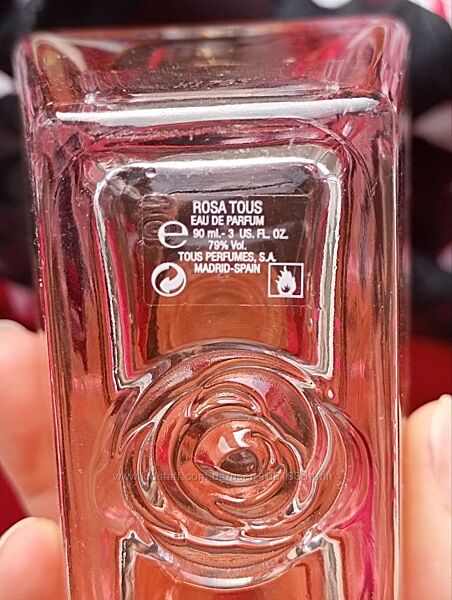 ROSA TOUS
EAU DE PARFUM
e 90 ml.- 3 US. FL. OZ.
79% Vol.
TOUS PERFUMES, S.A.
MADRID-SPAIN